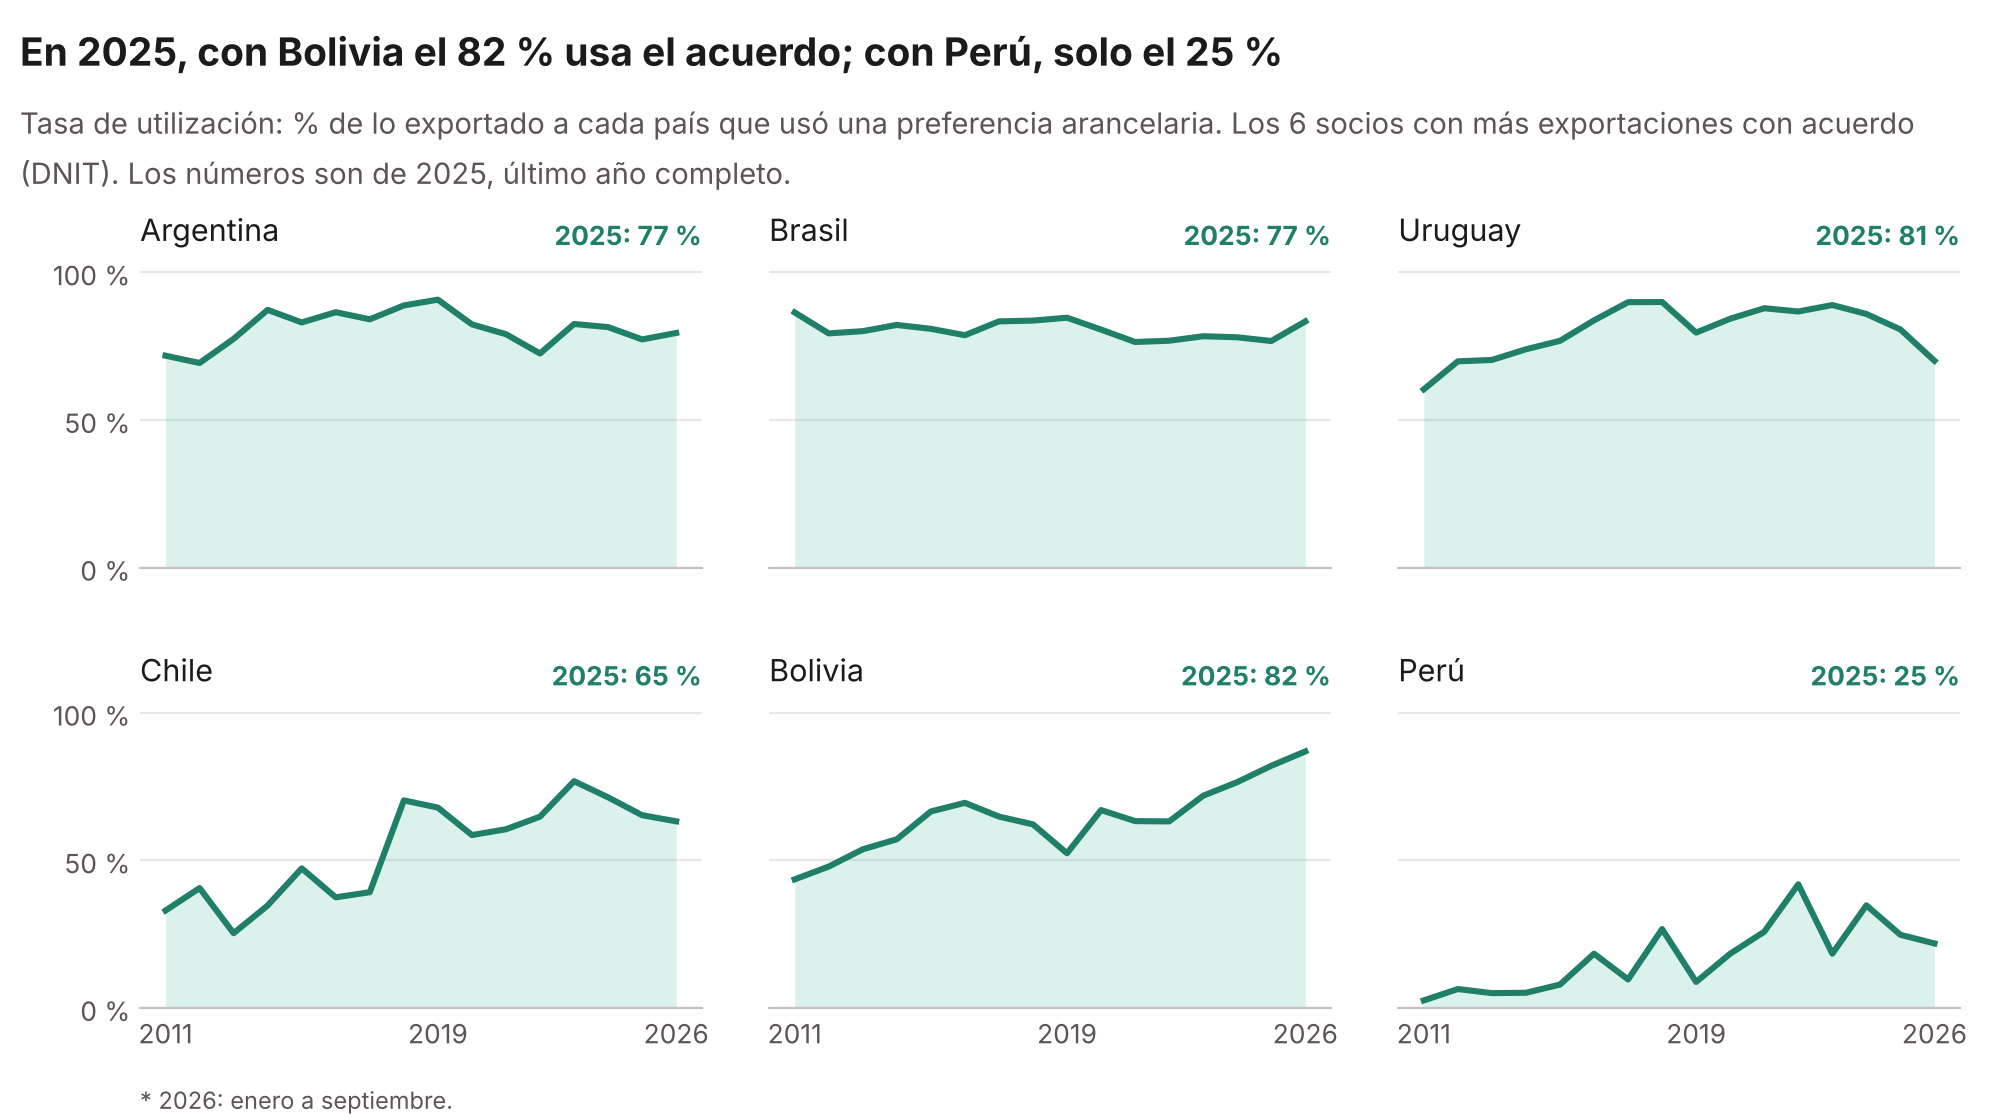 En 2025, con Bolivia el 82 % usa el acuerdo; con Perú, solo el 25 %
Tasa de utilización: % de lo exportado a cada país que usó una preferencia arancelaria. Los 6 socios con más exportaciones con acuerdo
(DNIT). Los números son de 2025, último año completo.
Argentina 2025: 77 %
Brasil 2025: 77 %
Uruguay 2025: 81 %
100 %
50 %
0 %
Chile 2025: 65 %
Bolivia 2025: 82 %
Perú 2025: 25 %
100 %
50 %
0 %
2011 2019 2026
2011 2019 2026
2011 2019 2026
* 2026: enero a septiembre.